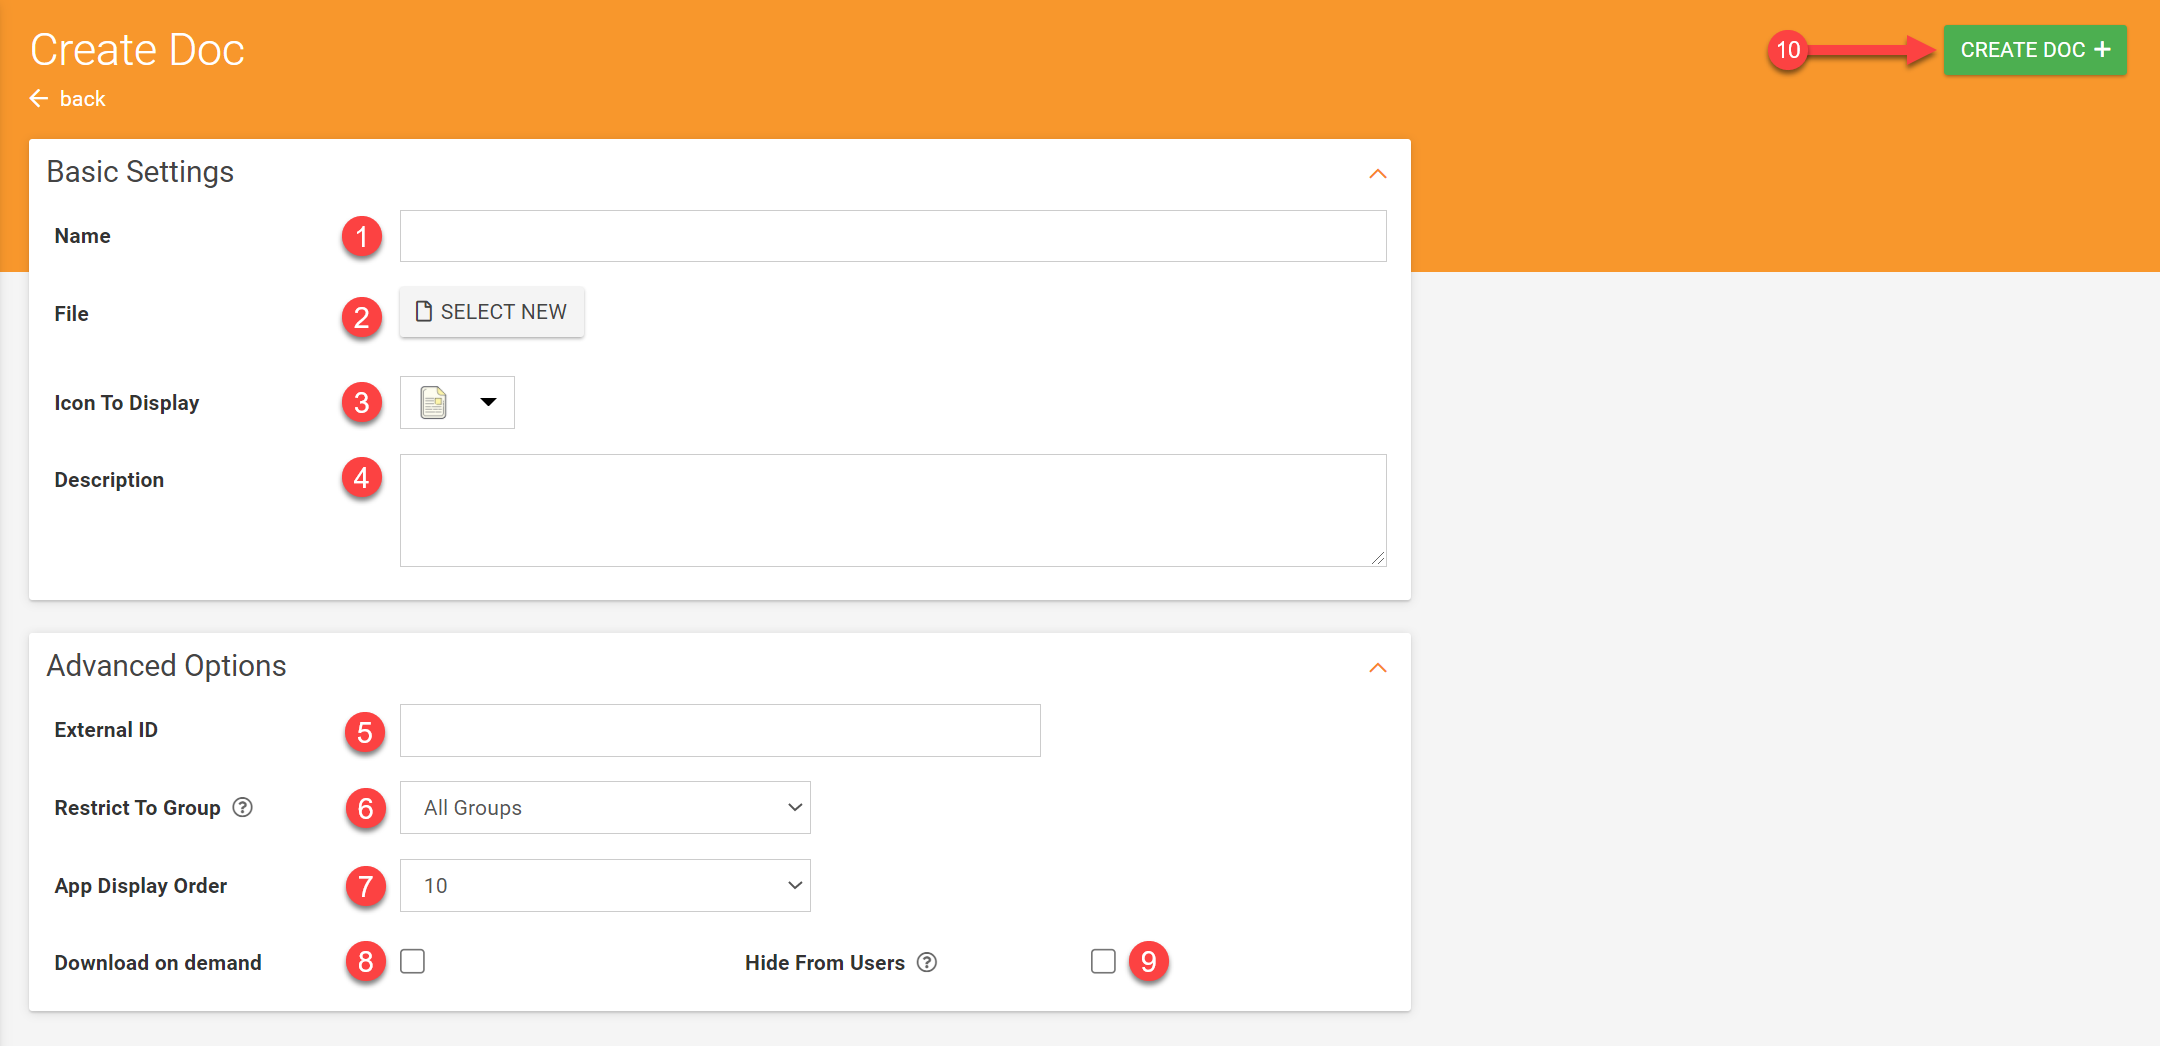 Create Doc
10
CREATE DOC +
← back
Basic Settings
Name 1
File 2 SELECT NEW
Icon To Display 3
Description 4
Advanced Options
External ID 5
Restrict To Group ? 6 All Groups
App Display Order 7 10
Download on demand 8 Hide From Users ? 9